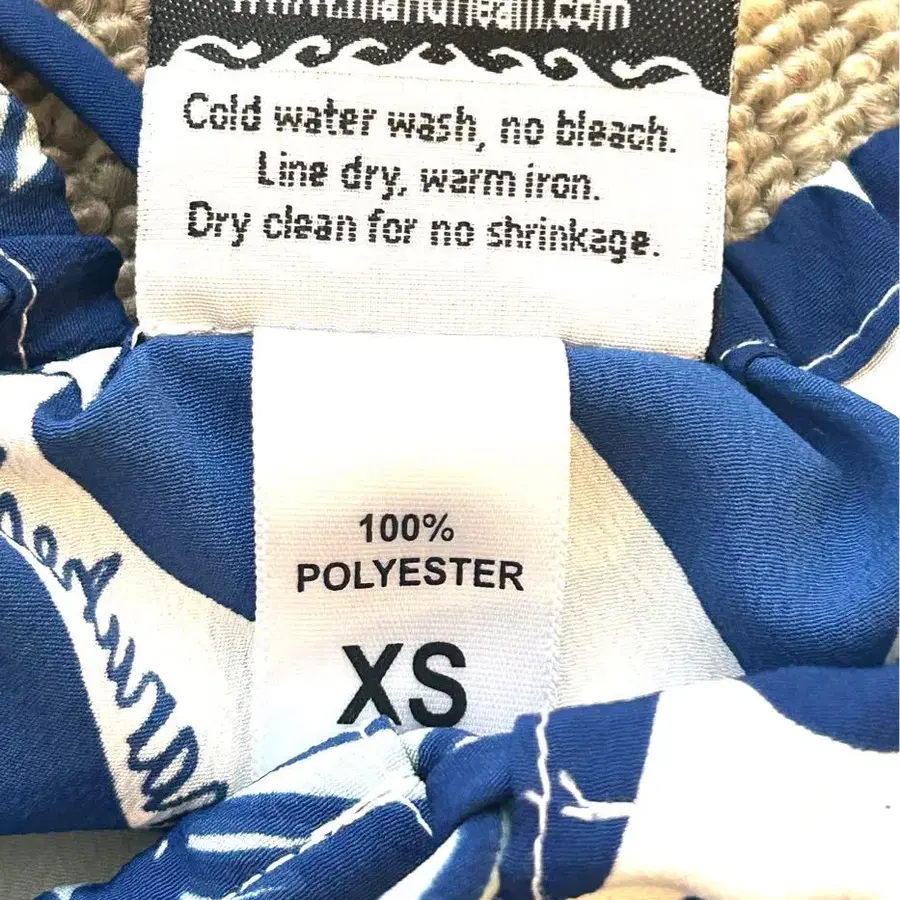 Cold water wash, no bleach.
Line dry, warm iron.
Dry clean for no shrinkage.
100%
POLYESTER
XS